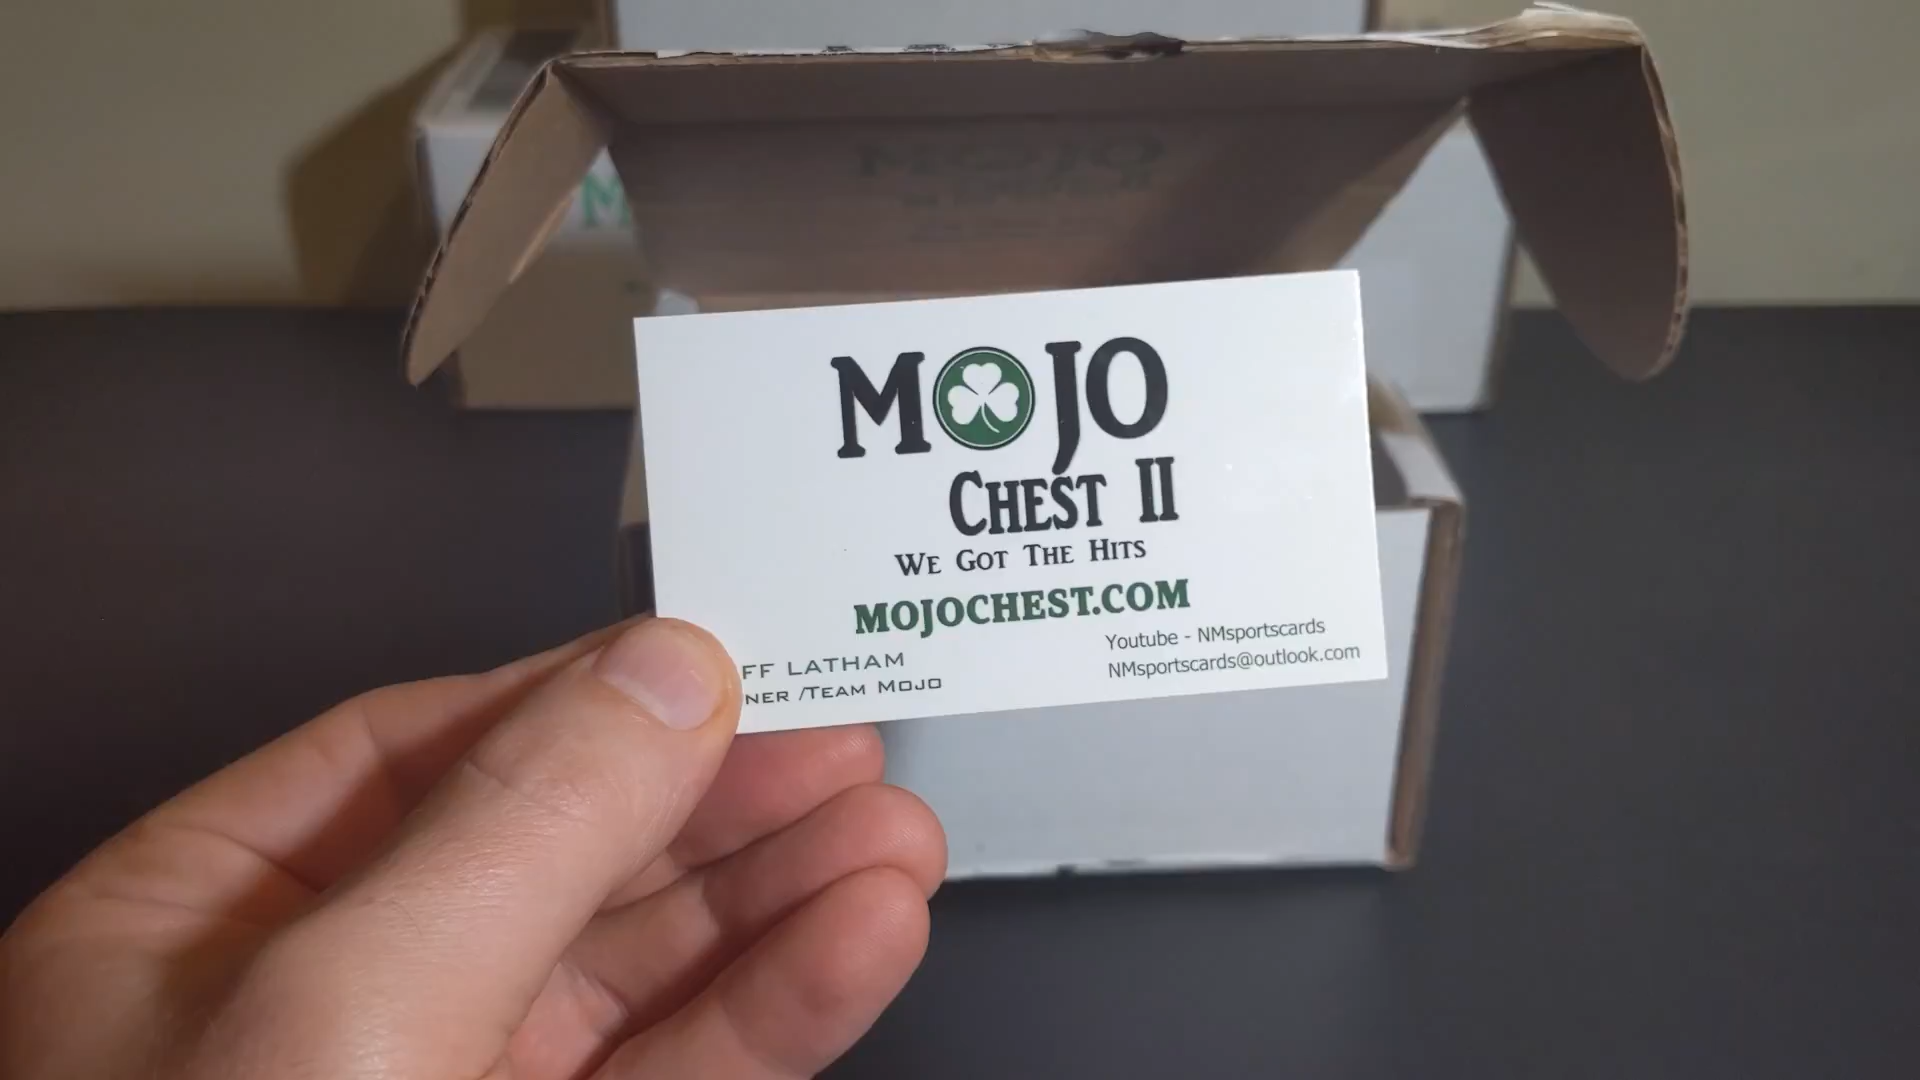 MOJO
CHEST II
WE GOT THE HITS
MOJOCHEST.COM
Youtube - NMsportscards
NMsportscards@outlook.com
FF LATHAM
NER /TEAM MOJO
MOJO
M